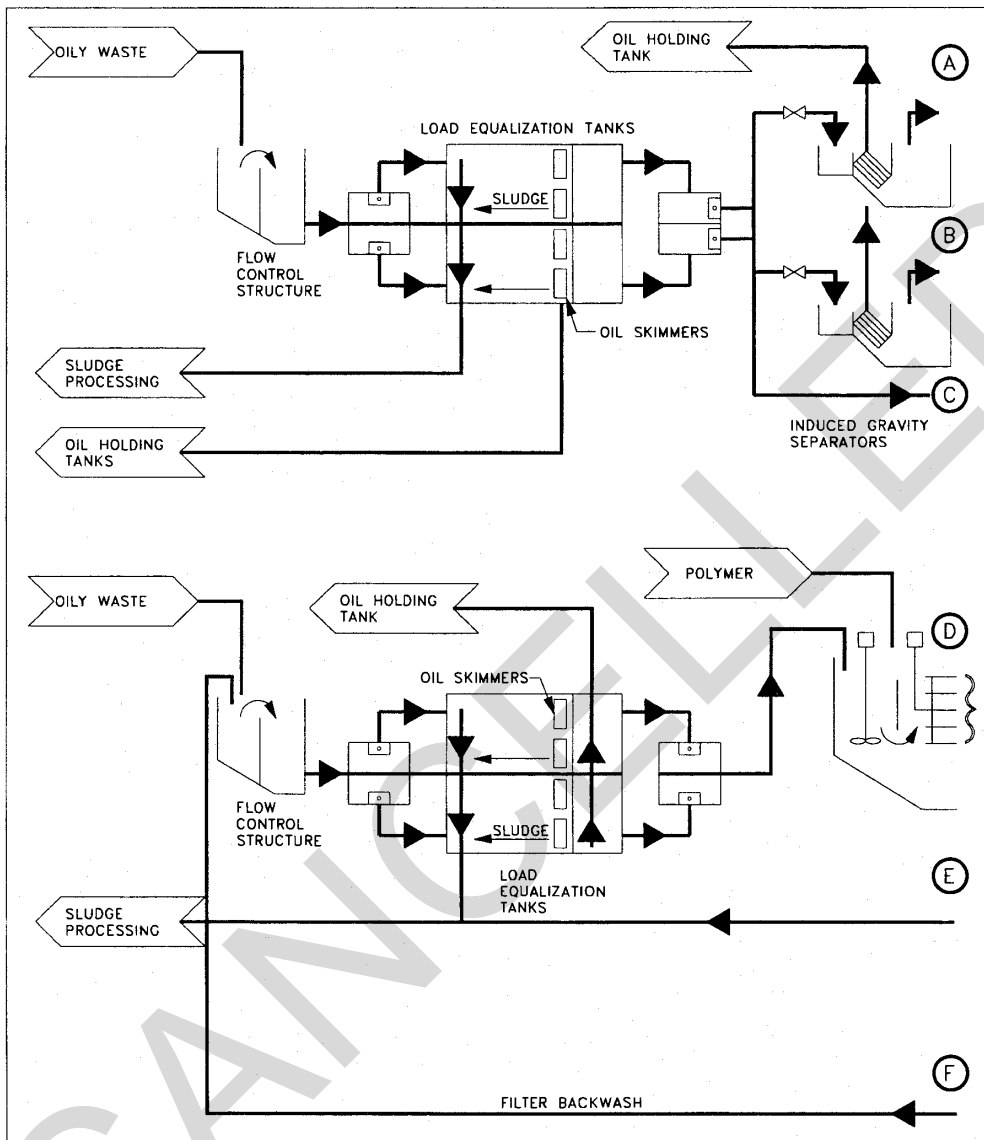 OILY WASTE
OIL HOLDING
TANK
A
LOAD EQUALIZATION TANKS
SLUDGE
B
FLOW
CONTROL
STRUCTURE
OIL SKIMMERS
SLUDGE
PROCESSING
C
INDUCED GRAVITY
SEPARATORS
OIL HOLDING
TANKS
OILY WASTE
OIL HOLDING
TANK
POLYMER
D
OIL SKIMMERS
FLOW
CONTROL
STRUCTURE
SLUDGE
LOAD
EQUALIZATION
TANKS
E
SLUDGE
PROCESSING
F
FILTER BACKWASH
CANCELLED